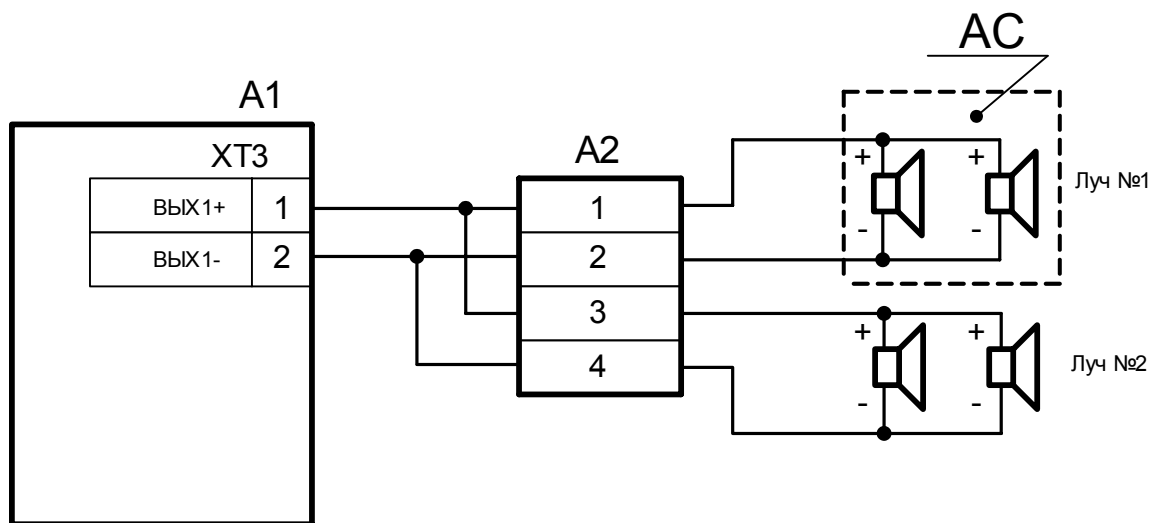 АС
А1
А2
ХТ3
ВЫХ1+ 1
ВЫХ1- 2
1
2
3
4
+ +
- -
Луч №1
+ +
- -
Луч №2